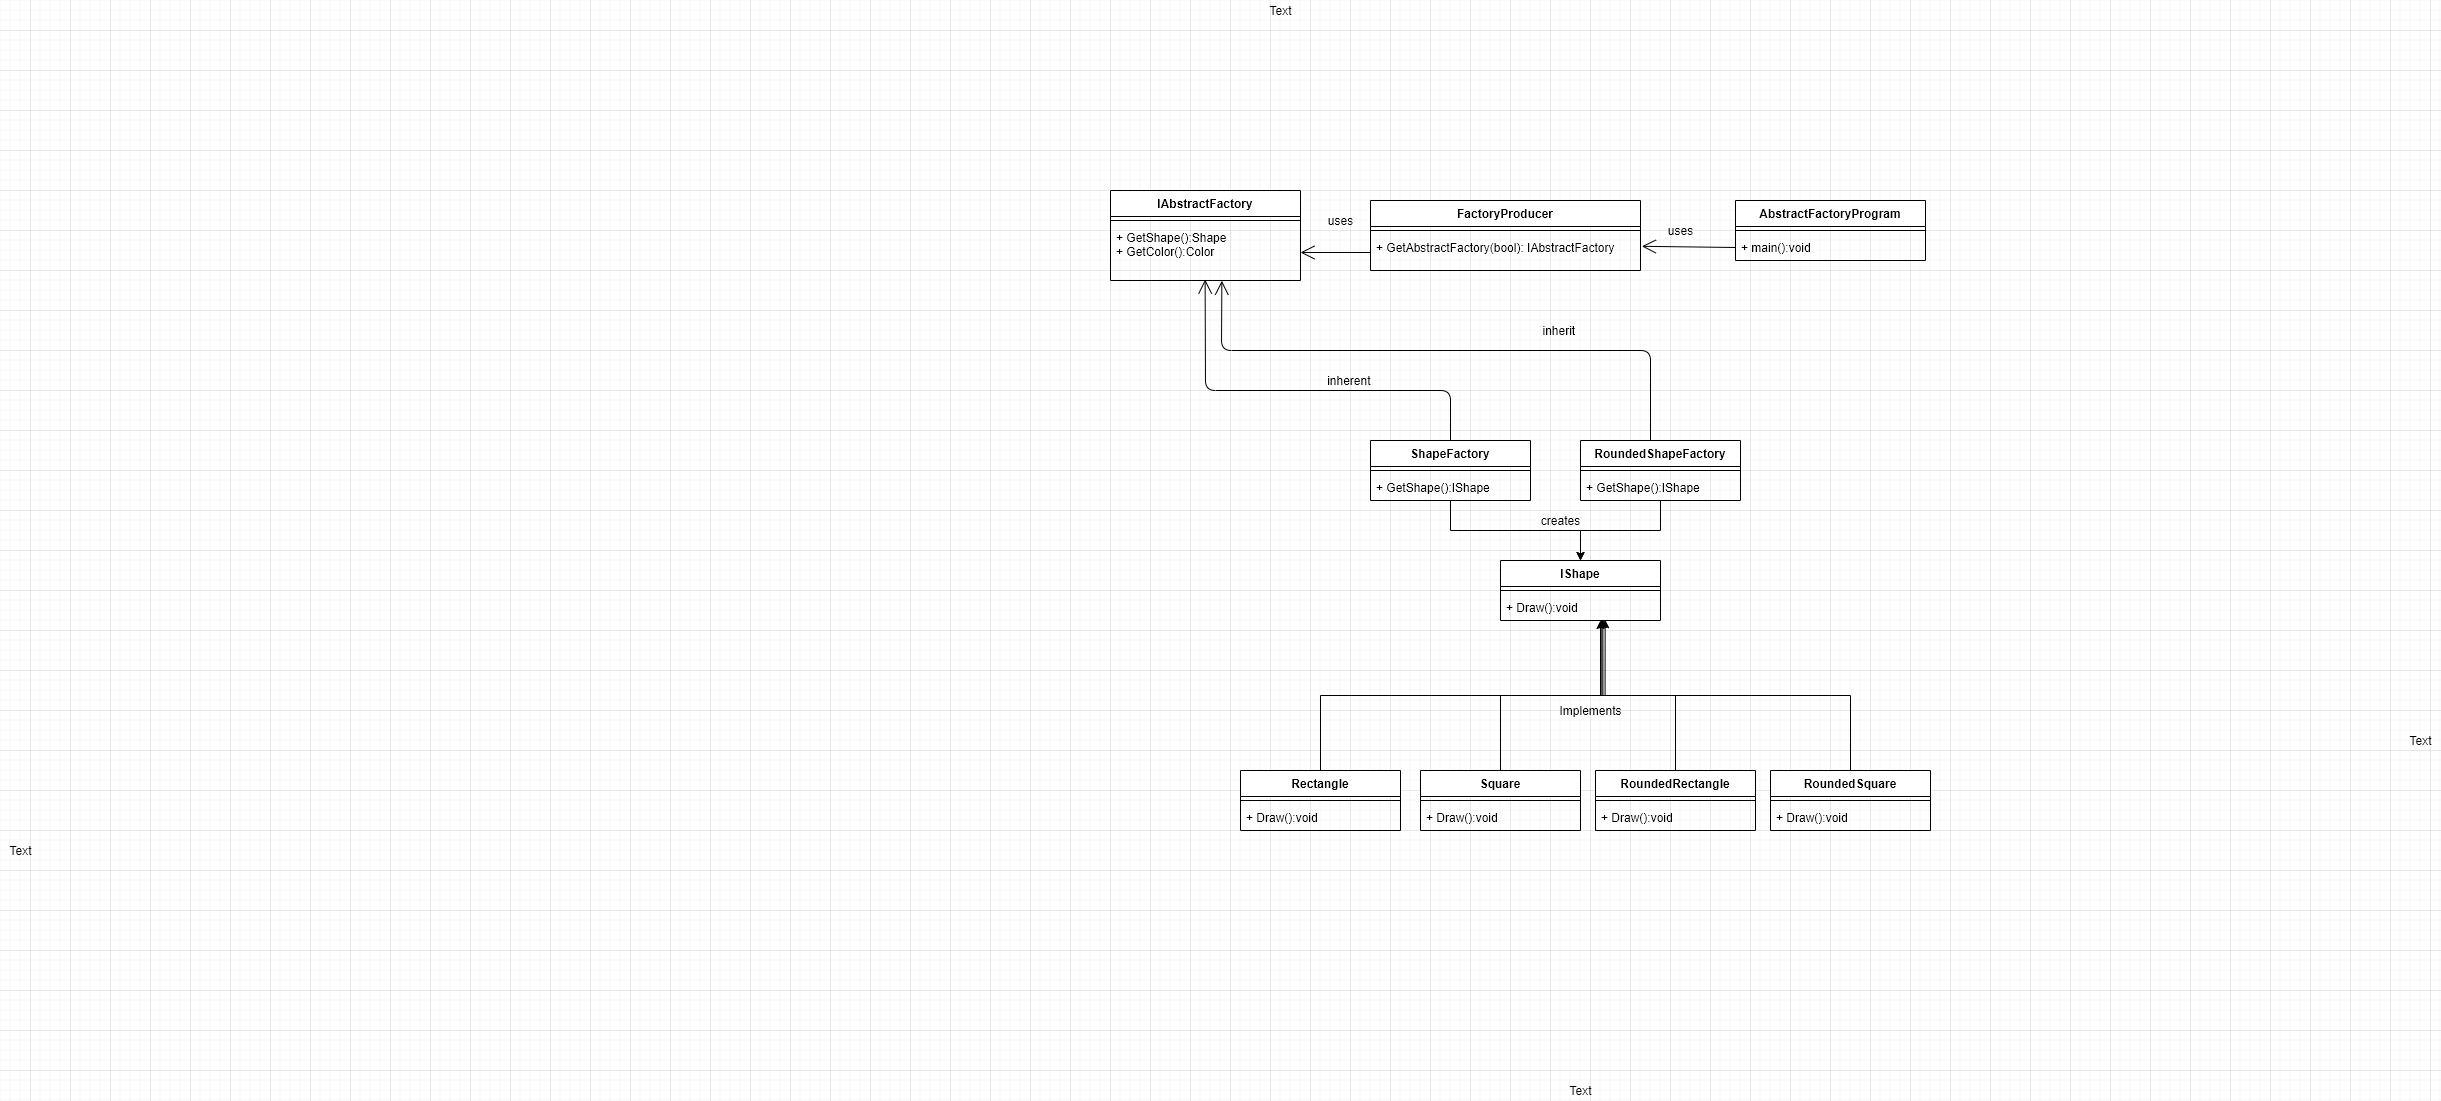 Text
IAbstractFactory
+ GetShape():Shape
+ GetColor():Color
uses
FactoryProducer
+ GetAbstractFactory(bool): IAbstractFactory
uses
AbstractFactoryProgram
+ main():void
inherit
inherent
ShapeFactory
+ GetShape():IShape
RoundedShapeFactory
+ GetShape():IShape
creates
IShape
+ Draw():void
Implements
Text
Rectangle
+ Draw():void
Square
+ Draw():void
RoundedRectangle
+ Draw():void
RoundedSquare
+ Draw():void
Text
Text